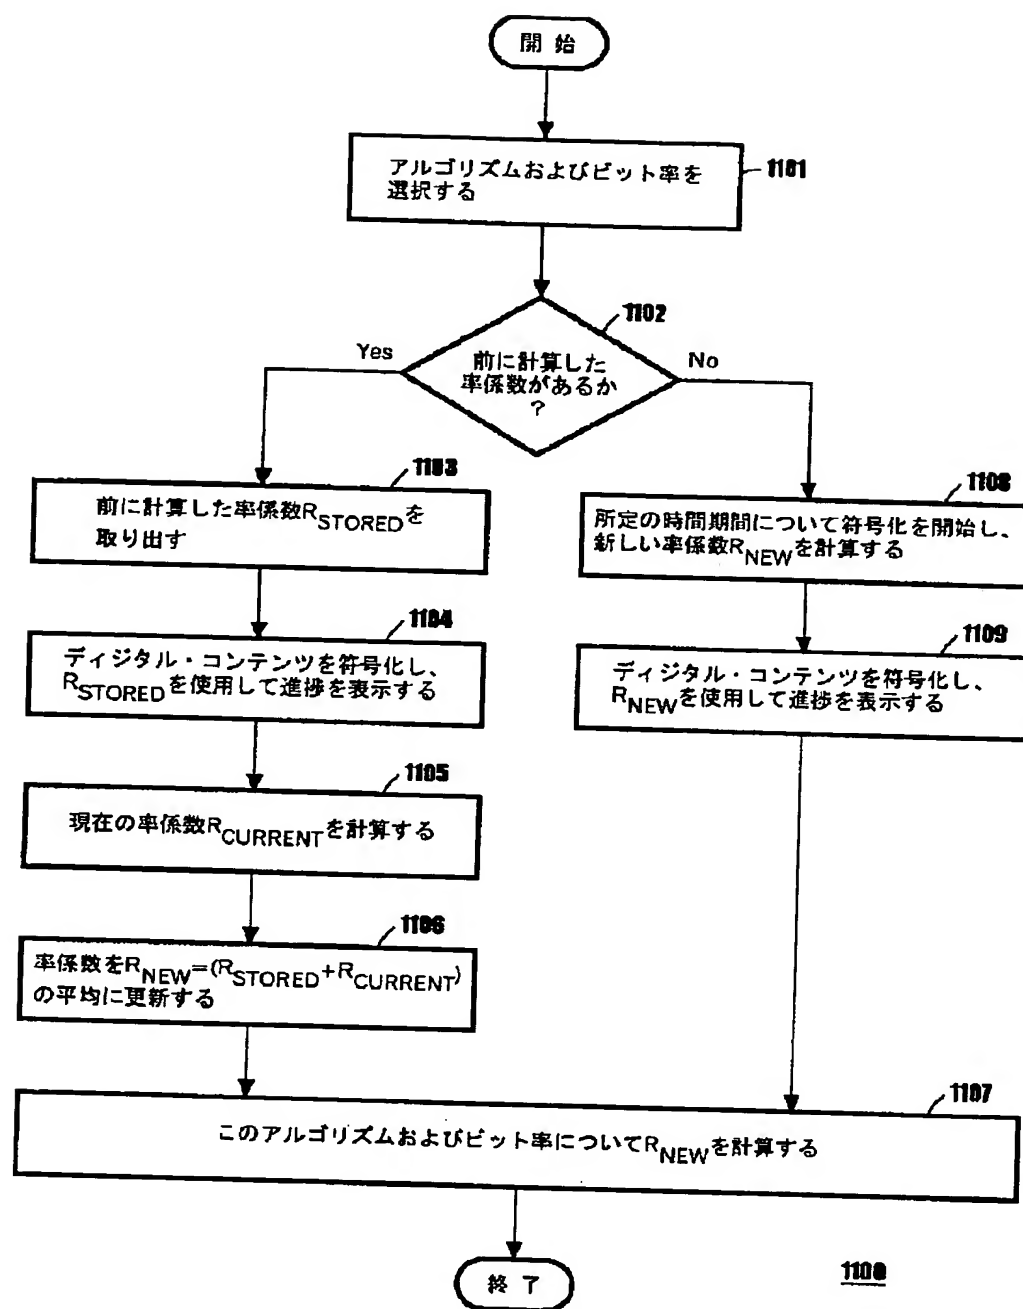 開 始
アルゴリズムおよびビット率を
選択する
1101
1102
前に計算した
率係数があるか
?
Yes
No
1103
前に計算した率係数RSTOREDを
取り出す
1104
ディジタル・コンテンツを符号化し、
RSTOREDを使用して進捗を表示する
1105
現在の率係数RCURRENTを計算する
1106
率係数をRNEW=(RSTORED+RCURRENT)
の平均に更新する
1108
所定の時間期間について符号化を開始し、
新しい率係数RNEWを計算する
1109
ディジタル・コンテンツを符号化し、
RNEWを使用して進捗を表示する
1107
このアルゴリズムおよびビット率についてRNEWを計算する
終 了
1100